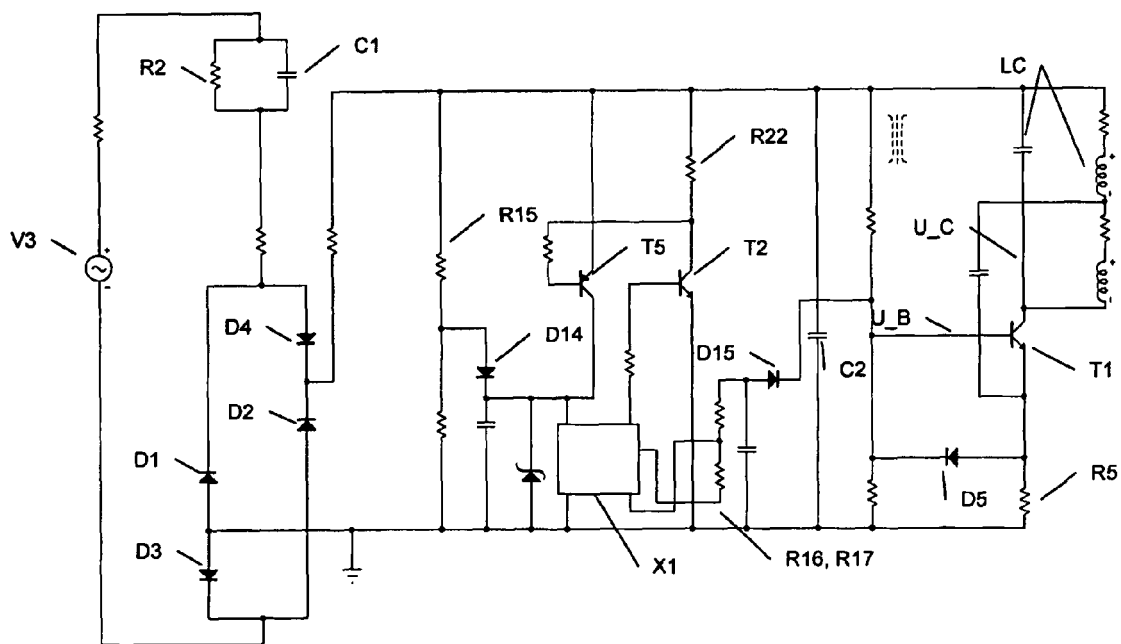 C1
R2
LC
R22
R15
U_C
V3
T5
T2
D4
D14
D15
U_B
C2
T1
D2
D1
D5
R5
D3
X1
R16, R17